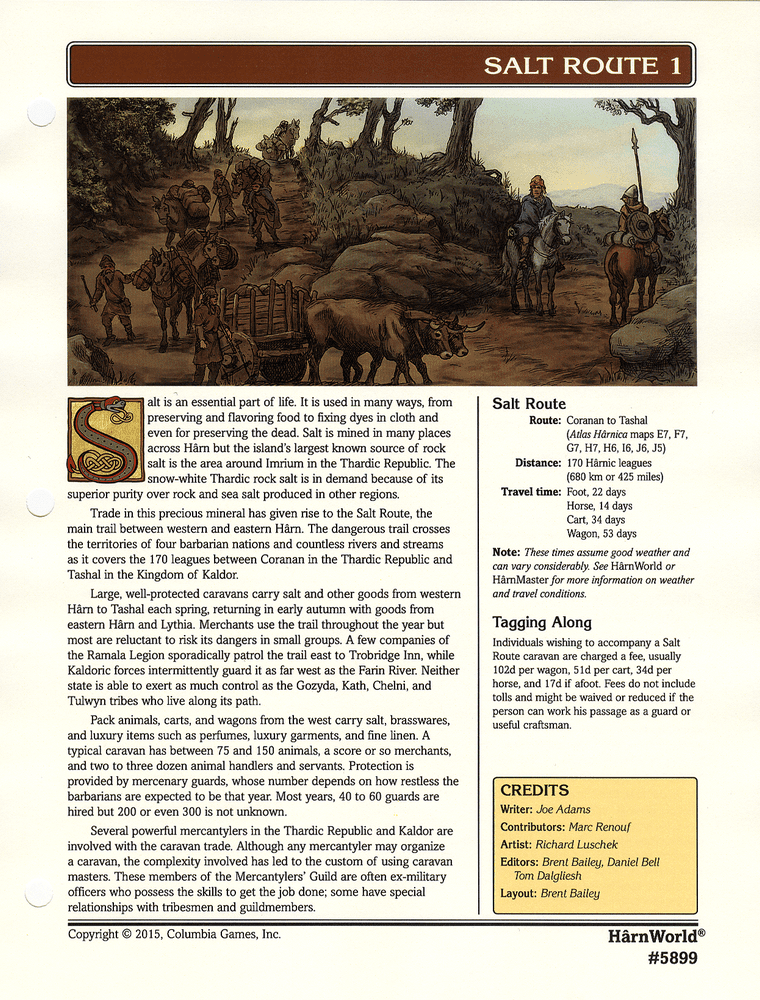 SALT ROUTE 1
Salt is an essential part of life. It is used in many ways, from
preserving and flavoring food to fixing dyes in cloth and
even for preserving the dead. Salt is mined in many places
across Hârn but the island's largest known source of rock
salt is the area around Imrium in the Thardic Republic. The
snow-white Thardic rock salt is in demand because of its
superior purity over rock and sea salt produced in other regions.
Trade in this precious mineral has given rise to the Salt Route, the
main trail between western and eastern Hârn. The dangerous trail crosses
the territories of four barbarian nations and countless rivers and streams
as it covers the 170 leagues between Coranan in the Thardic Republic and
Tashal in the Kingdom of Kaldor.
Large, well-protected caravans carry salt and other goods from western
Hârn to Tashal each spring, returning in early autumn with goods from
eastern Hârn and Lythia. Merchants use the trail throughout the year but
most are reluctant to risk its dangers in small groups. A few companies of
the Ramala Legion sporadically patrol the trail east to Trobridge Inn, while
Kaldoric forces intermittently guard it as far west as the Farin River. Neither
state is able to exert as much control as the Gozyda, Kath, Chelni, and
Tulwyn tribes who live along its path.
Pack animals, carts, and wagons from the west carry salt, brasswares,
and luxury items such as perfumes, luxury garments, and fine linen. A
typical caravan has between 75 and 150 animals, a score or so merchants,
and two to three dozen animal handlers and servants. Protection is
provided by mercenary guards, whose number depends on how restless the
barbarians are expected to be that year. Most years, 40 to 60 guards are
hired but 200 or even 300 is not unknown.
Several powerful mercantylers in the Thardic Republic and Kaldor are
involved with the caravan trade. Although any mercantyler may organize
a caravan, the complexity involved has led to the custom of using caravan
masters. These members of the Mercantylers' Guild are often ex-military
officers who possess the skills to get the job done; some have special
relationships with tribesmen and guildmembers.
Salt Route
Route: Coranan to Tashal
(Atlas Hârnica maps E7, F7,
G7, H7, H6, I6, J6, J5)
Distance: 170 Hârnic leagues
(680 km or 425 miles)
Travel time: Foot, 22 days
Horse, 14 days
Cart, 34 days
Wagon, 53 days
Note: These times assume good weather and
can vary considerably. See HârnWorld or
HârnMaster for more information on weather
and travel conditions.
Tagging Along
Individuals wishing to accompany a Salt
Route caravan are charged a fee, usually
102d per wagon, 51d per cart, 34d per
horse, and 17d if afoot. Fees do not include
tolls and might be waived or reduced if the
person can work his passage as a guard or
useful craftsman.
CREDITS
Writer: Joe Adams
Contributors: Marc Renouf
Artist: Richard Luschek
Editors: Brent Bailey, Daniel Bell
Tom Dalgliesh
Layout: Brent Bailey
Copyright © 2015, Columbia Games, Inc.
HârnWorld®
#5899